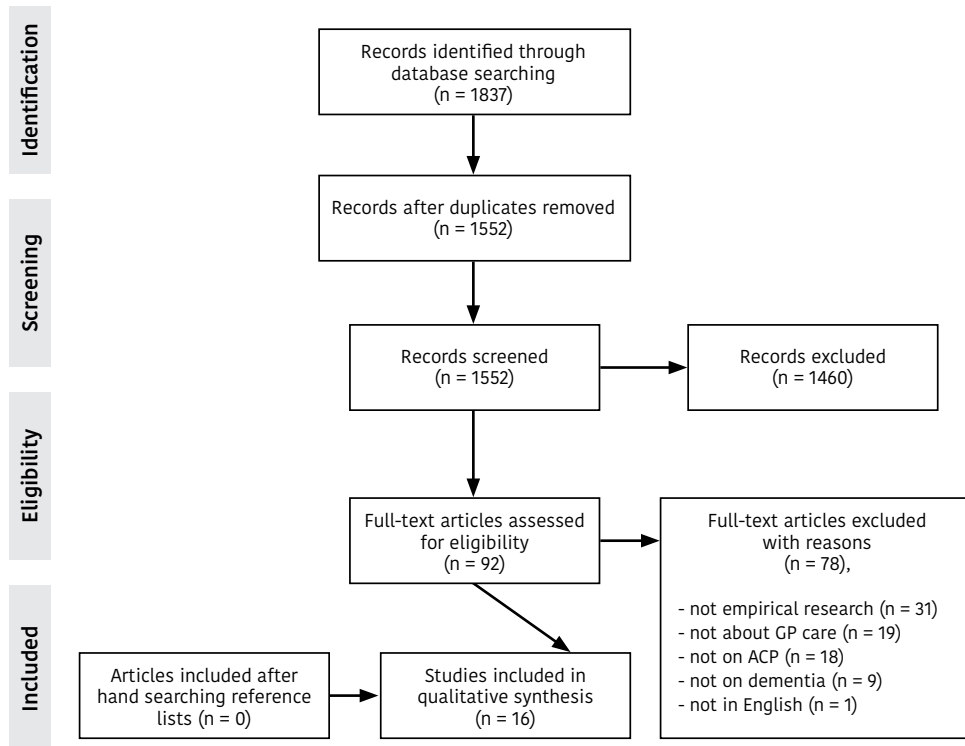 Identification
Records identified through
database searching
(n = 1837)
Records after duplicates removed
(n = 1552)
Screening
Records screened
(n = 1552)
Records excluded
(n = 1460)
Eligibility
Full-text articles assessed
for eligibility
(n = 92)
Full-text articles excluded
with reasons
(n = 78),
- not empirical research (n = 31)
- not about GP care (n = 19)
- not on ACP (n = 18)
- not on dementia (n = 9)
- not in English (n = 1)
Included
Articles included after
hand searching reference
lists (n = 0)
Studies included in
qualitative synthesis
(n = 16)